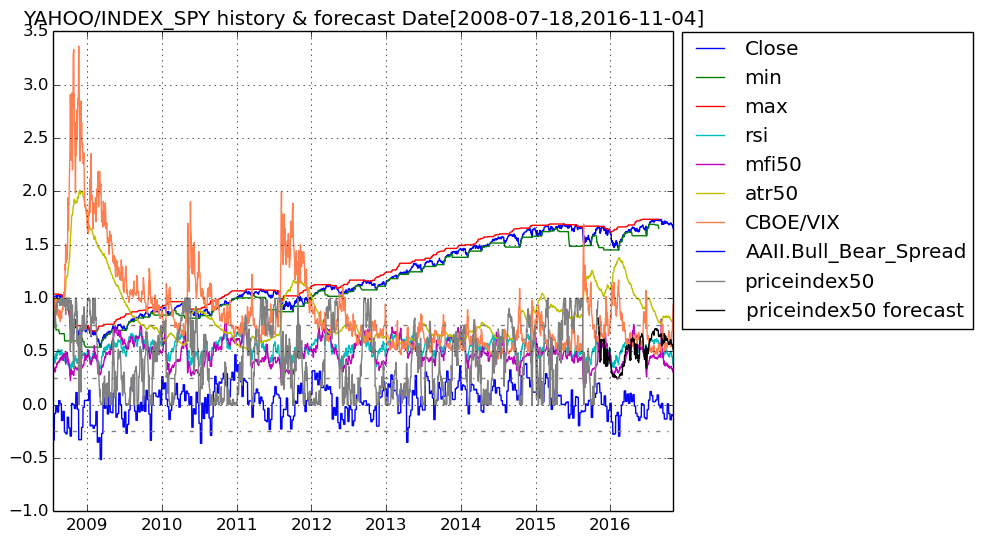 YAHOO/INDEX_SPY history & forecast Date[2008-07-18,2016-11-04]
3.5
3.0
2.5
2.0
1.5
1.0
0.5
0.0
−0.5
−1.0
2009 2010 2011 2012 2013 2014 2015 2016
Close
min
max
rsi
mfi50
atr50
CBOE/VIX
AAII.Bull_Bear_Spread
priceindex50
priceindex50 forecast